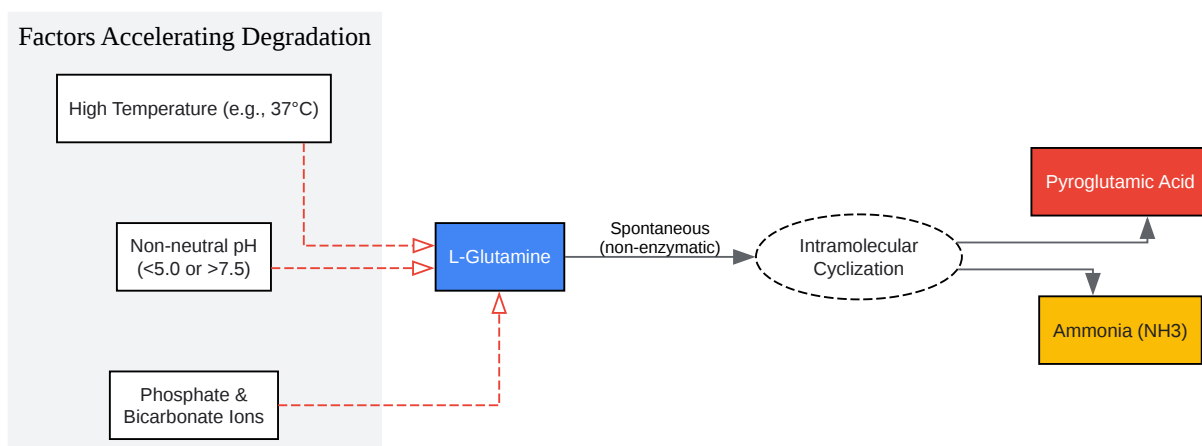 Factors Accelerating Degradation
High Temperature (e.g., 37°C)
Non-neutral pH
(<5.0 or >7.5)
Phosphate &
Bicarbonate Ions
L-Glutamine
Spontaneous
(non-enzymatic)
Intramolecular
Cyclization
Pyroglutamic Acid
Ammonia (NH3)